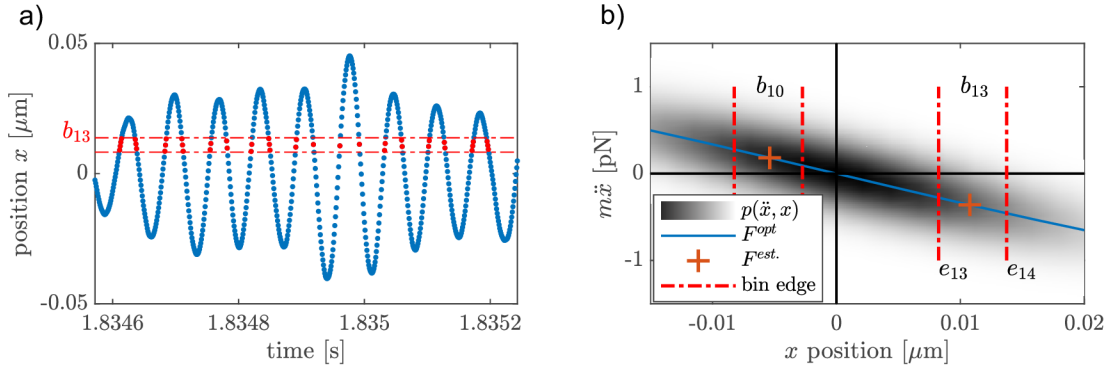 a)
0.05
b₁₃
0
-0.05
position x [μm]
1.8346
1.8348
1.835
1.8352
time [s]
b)
1
0
-1
mẍ [pN]
b₁₀
b₁₃
p(ẍ, x)
F^opt
F^est.
bin edge
e₁₃
e₁₄
-0.01
0
0.01
0.02
x position [μm]